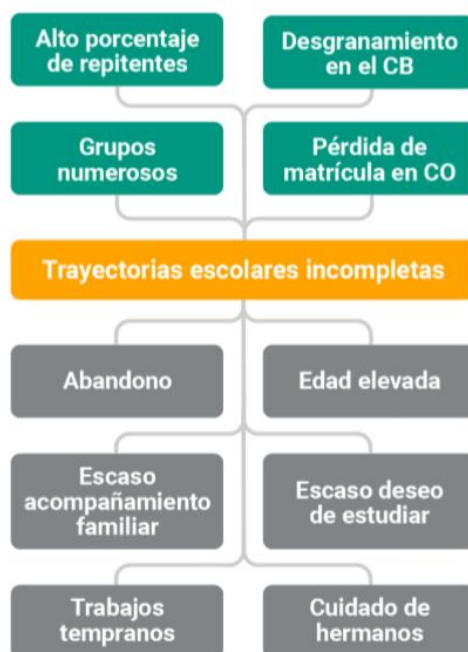 Alto porcentaje
de repitentes
Desgranamiento
en el CB
Grupos
numerosos
Pérdida de
matrícula en CO
Trayectorias escolares incompletas
Abandono
Edad elevada
Escaso
acompañamiento
familiar
Escaso deseo
de estudiar
Trabajos
tempranos
Cuidado de
hermanos